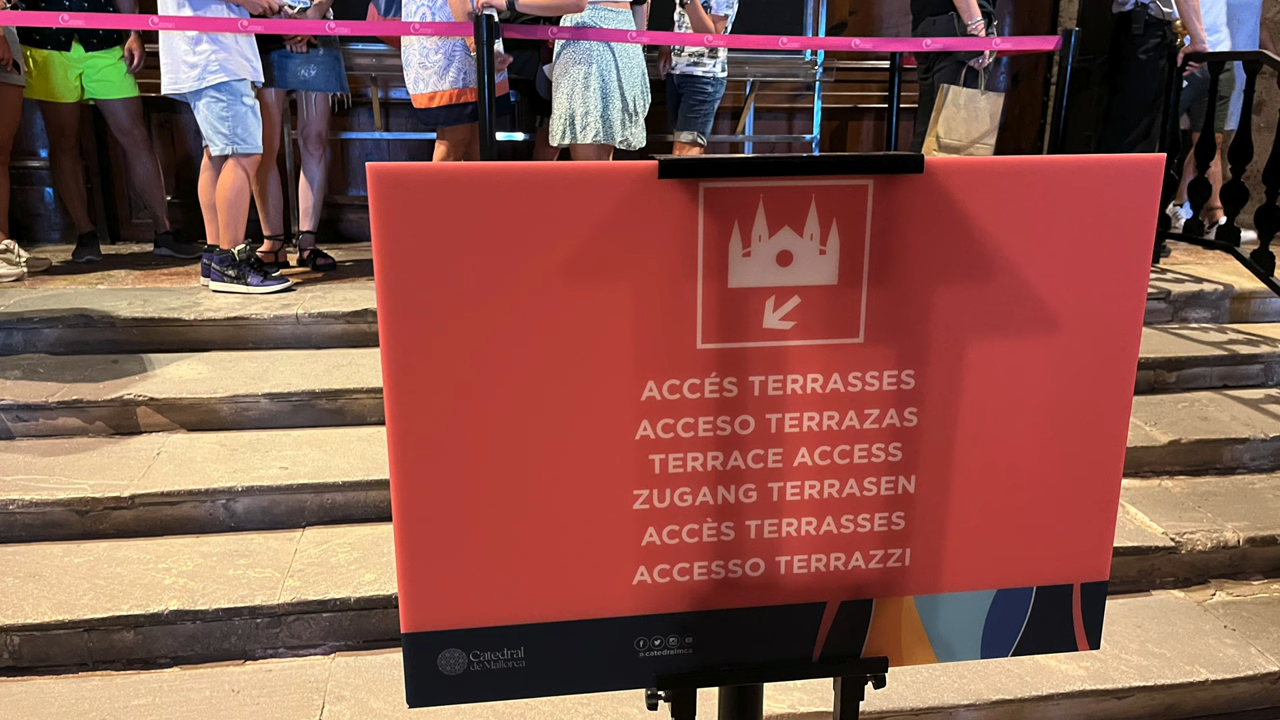 ACCÉS TERRASSES
ACCESO TERRAZAS
TERRACE ACCESS
ZUGANG TERRASEN
ACCÈS TERRASSES
ACCESSO TERRAZZI
Catedral
de Mallorca
@catedralmca